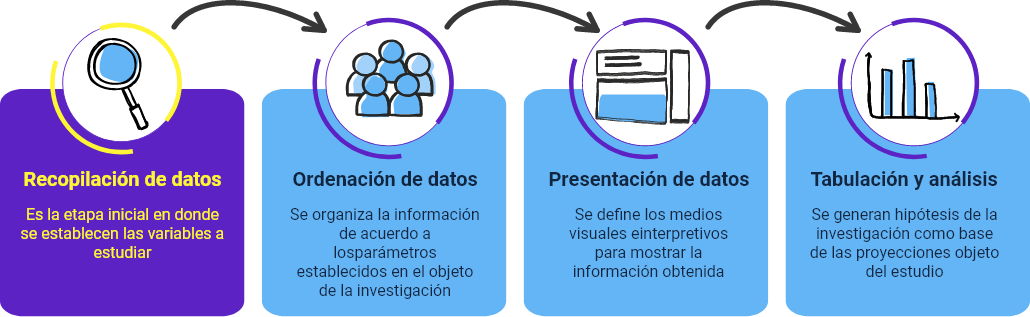 Recopilación de datos
Es la etapa inicial en donde
se establecen las variables a
estudiar
Ordenación de datos
Se organiza la información
de acuerdo a
losparámetros
establecidos en el objeto
de la investigación
Presentación de datos
Se define los medios
visuales einterpretivos
para mostrar la
información obtenida
Tabulación y análisis
Se generan hipótesis de la
investigación como base
de las proyecciones objeto
del estudio